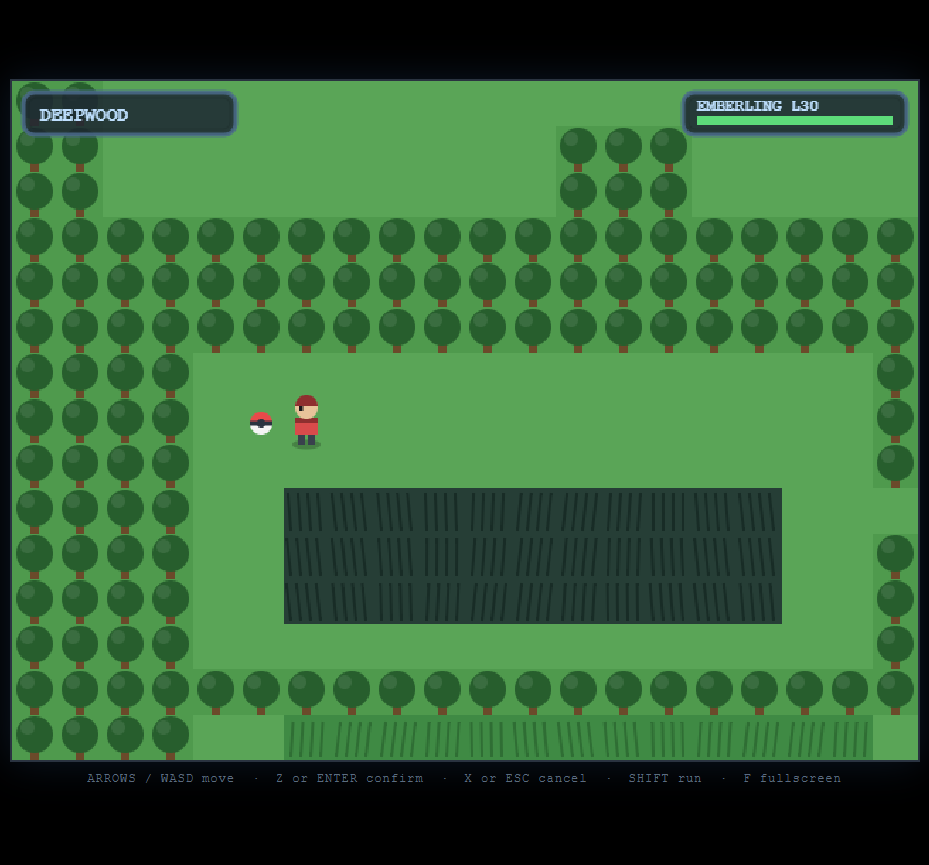 DEEPWOOD
EMBERLING L30
ARROWS / WASD move · Z or ENTER confirm · X or ESC cancel · SHIFT run · F fullscreen